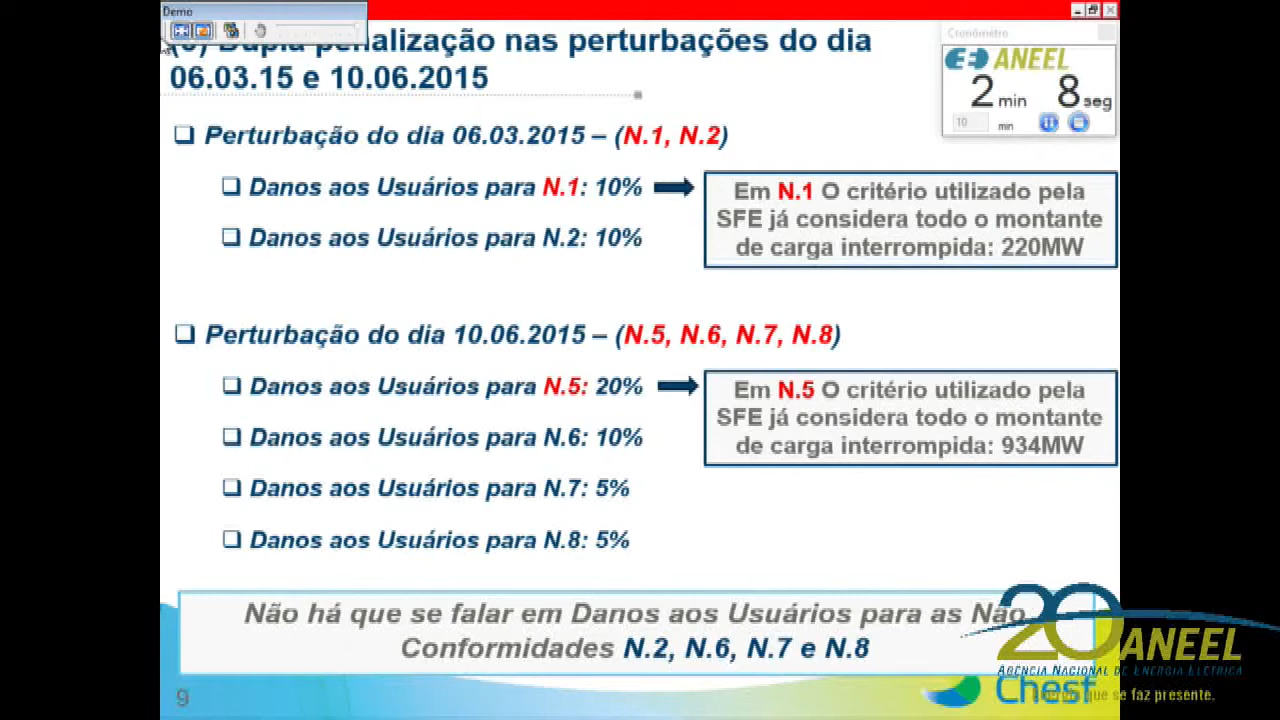 Demo
Dupla penalização nas perturbações do dia
06.03.15 e 10.06.2015
Cronômetro
ANEEL
2 min 8 seg
10 min
❑ Perturbação do dia 06.03.2015 – (N.1, N.2)
❑ Danos aos Usuários para N.1: 10%
❑ Danos aos Usuários para N.2: 10%
Em N.1 O critério utilizado pela
SFE já considera todo o montante
de carga interrompida: 220MW
❑ Perturbação do dia 10.06.2015 – (N.5, N.6, N.7, N.8)
❑ Danos aos Usuários para N.5: 20%
❑ Danos aos Usuários para N.6: 10%
❑ Danos aos Usuários para N.7: 5%
❑ Danos aos Usuários para N.8: 5%
Em N.5 O critério utilizado pela
SFE já considera todo o montante
de carga interrompida: 934MW
Não há que se falar em Danos aos Usuários para as Não
Conformidades N.2, N.6, N.7 e N.8
9
20 ANEEL
AGÊNCIA NACIONAL DE ENERGIA ELÉTRICA
Chesf
que se faz presente.